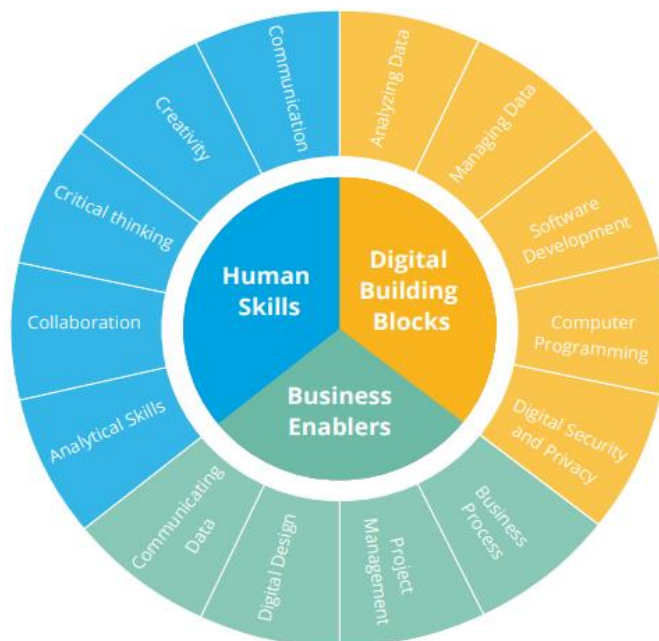 Human
Skills
Digital
Building
Blocks
Business
Enablers
Communication
Creativity
Critical thinking
Collaboration
Analytical Skills
Analyzing Data
Managing Data
Software
Development
Computer
Programming
Digital Security
and Privacy
Business
Process
Project
Management
Digital Design
Communicating
Data